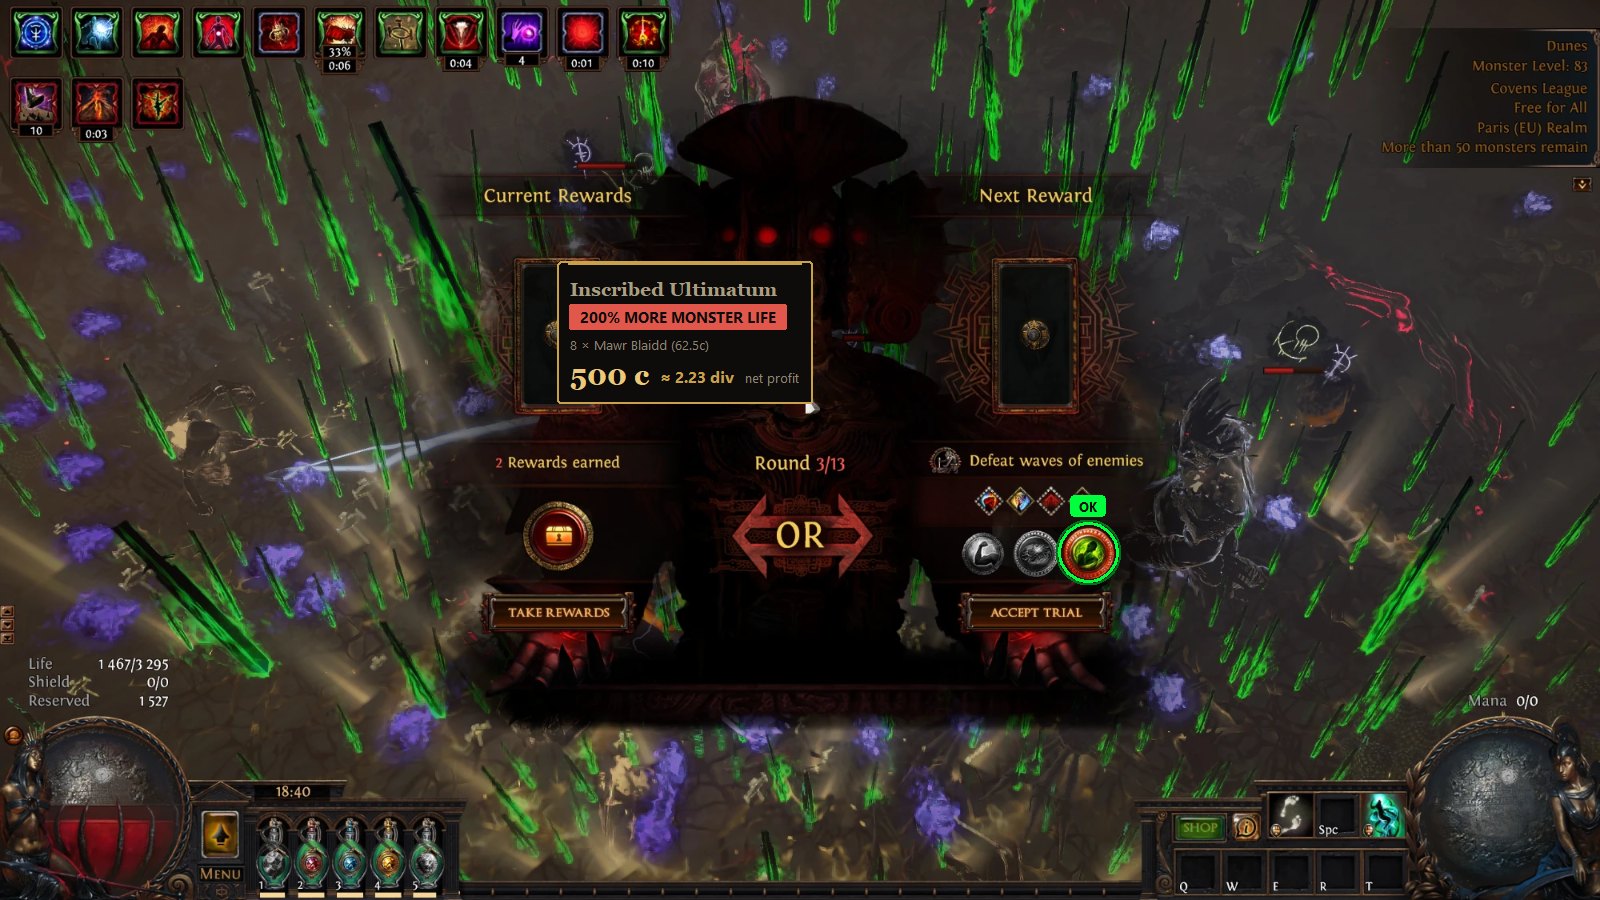 33%
0:06
0:04
4
0:01
0:10
10
0:03
Dunes
Monster Level: 83
Covens League
Free for All
Paris (EU) Realm
More than 50 monsters remain
Current Rewards
Next Reward
Inscribed Ultimatum
200% MORE MONSTER LIFE
8 × Mawr Blaidd (62.5c)
500 c ≈ 2.23 div net profit
2 Rewards earned
Round 3/13
Defeat waves of enemies
OK
OR
TAKE REWARDS
ACCEPT TRIAL
Life 1 467/3 295
Shield 0/0
Reserved 1 527
Mana 0/0
18:40
MENU
1 2 3 4 5
SHOP
Spc
Q W E R T